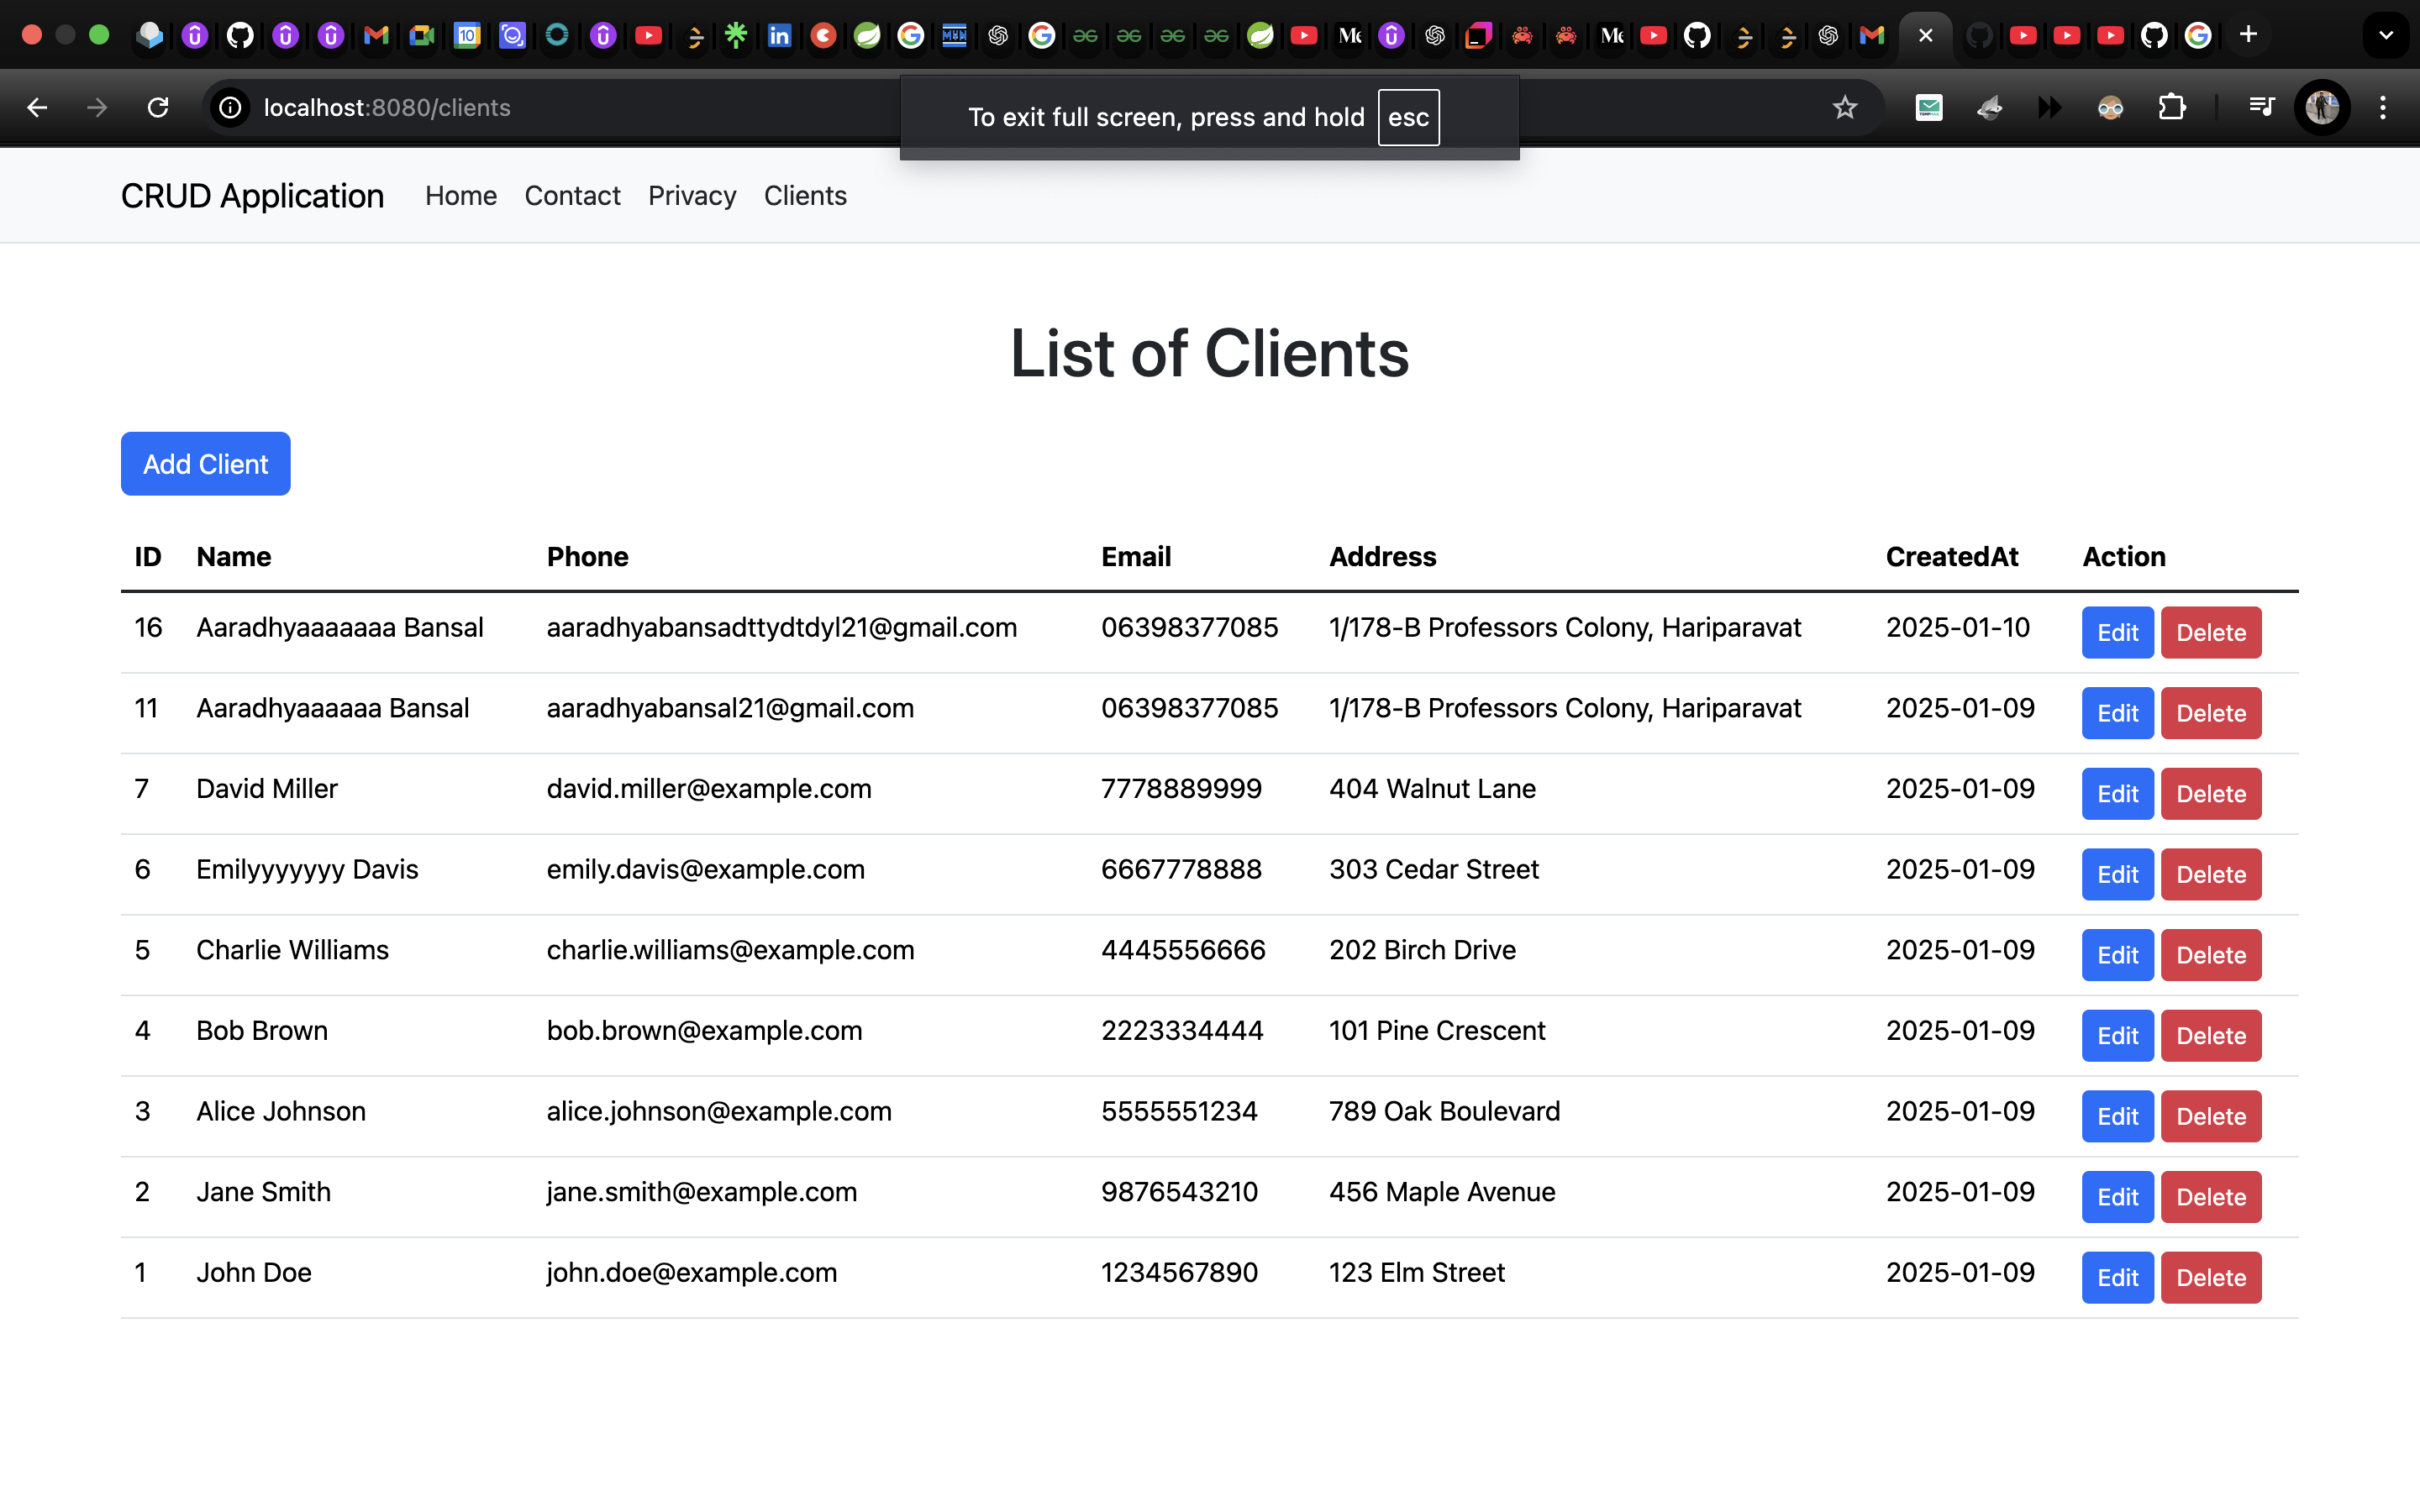 10
localhost:8080/clients
To exit full screen, press and hold esc
CRUD Application Home Contact Privacy Clients
List of Clients
Add Client
ID Name Phone Email Address CreatedAt Action
16 Aaradhyaaaaaaa Bansal aaradhyabansadttydtdyl21@gmail.com 06398377085 1/178-B Professors Colony, Hariparavat 2025-01-10 Edit Delete
11 Aaradhyaaaaaa Bansal aaradhyabansal21@gmail.com 06398377085 1/178-B Professors Colony, Hariparavat 2025-01-09 Edit Delete
7 David Miller david.miller@example.com 7778889999 404 Walnut Lane 2025-01-09 Edit Delete
6 Emilyyyyyyy Davis emily.davis@example.com 6667778888 303 Cedar Street 2025-01-09 Edit Delete
5 Charlie Williams charlie.williams@example.com 4445556666 202 Birch Drive 2025-01-09 Edit Delete
4 Bob Brown bob.brown@example.com 2223334444 101 Pine Crescent 2025-01-09 Edit Delete
3 Alice Johnson alice.johnson@example.com 5555551234 789 Oak Boulevard 2025-01-09 Edit Delete
2 Jane Smith jane.smith@example.com 9876543210 456 Maple Avenue 2025-01-09 Edit Delete
1 John Doe john.doe@example.com 1234567890 123 Elm Street 2025-01-09 Edit Delete